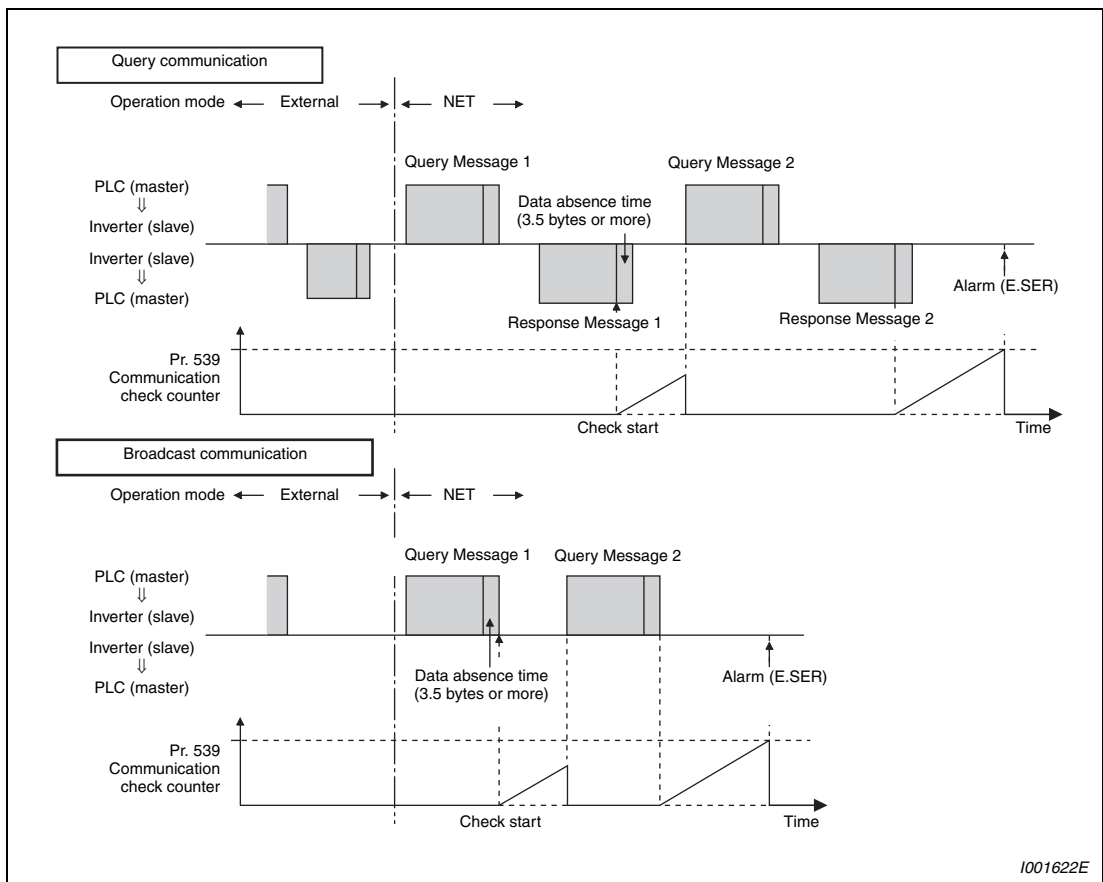 Query communication
Operation mode
External
NET
Query Message 1
Query Message 2
PLC (master)
⇓
Inverter (slave)
Data absence time
(3.5 bytes or more)
Inverter (slave)
⇓
PLC (master)
Alarm (E.SER)
Response Message 1
Response Message 2
Pr. 539
Communication
check counter
Check start
Time
Broadcast communication
Operation mode
External
NET
Query Message 1
Query Message 2
PLC (master)
⇓
Inverter (slave)
Inverter (slave)
⇓
PLC (master)
Data absence time
(3.5 bytes or more)
Alarm (E.SER)
Pr. 539
Communication
check counter
Check start
Time
I001622E